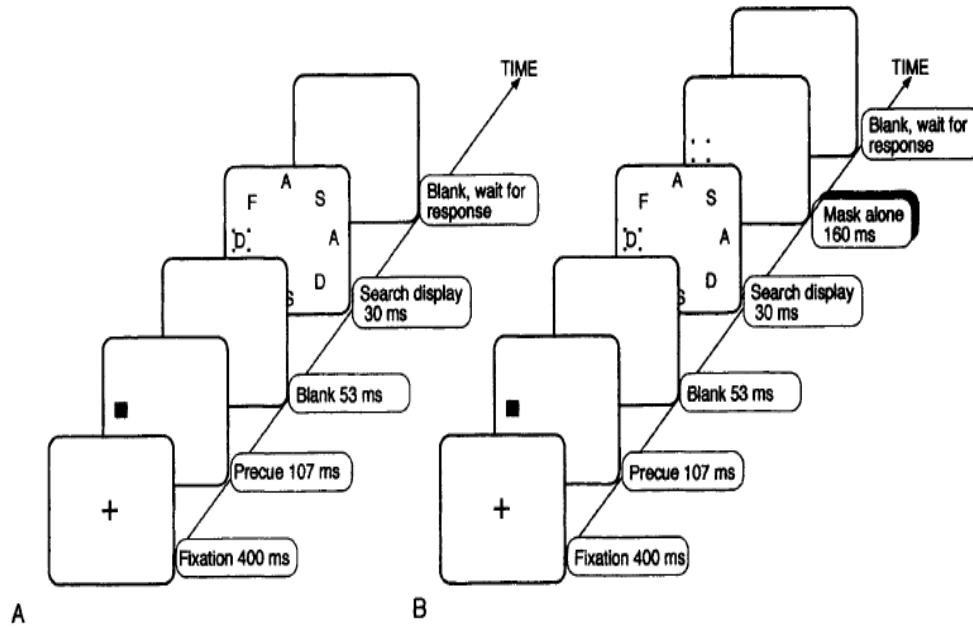 TIME
Blank, wait for
response
A
F
S
D
A
D
S
Search display
30 ms
Blank 53 ms
Precue 107 ms
+
Fixation 400 ms
A
TIME
Blank, wait for
response
Mask alone
160 ms
A
F
S
D
A
D
S
Search display
30 ms
Blank 53 ms
Precue 107 ms
+
Fixation 400 ms
B